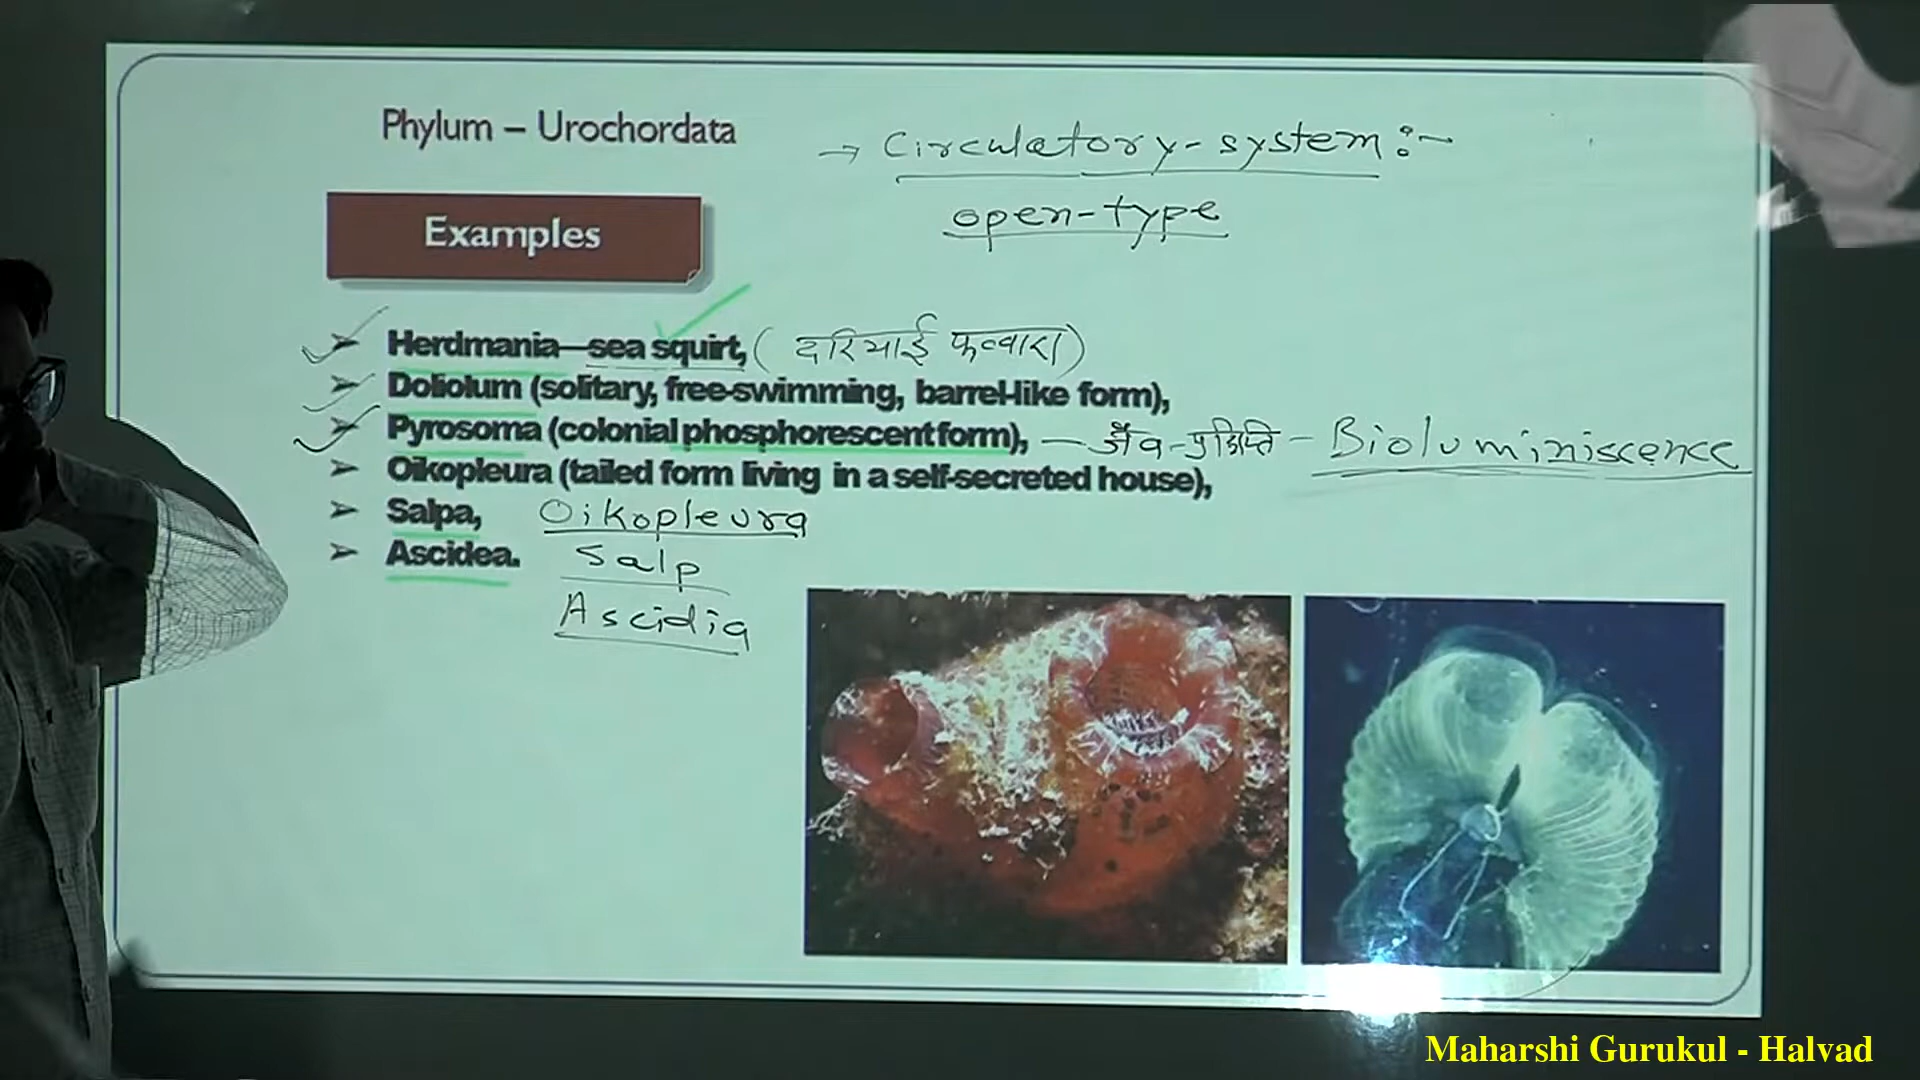 Phylum – Urochordata
→ Circulatory-system :-
open-type
Examples
➤ Herdmania—sea squirt, ( दरियाई फव्वारा )
➤ Doliolum (solitary, free-swimming, barrel-like form),
➤ Pyrosoma (colonial phosphorescent form), — जैव-प्रदिप्ति – Bioluminiscence
➤ Oikopleura (tailed form living in a self-secreted house),
➤ Salpa, Oikopleura
➤ Ascidea. Salp
Ascidia
Maharshi Gurukul - Halvad